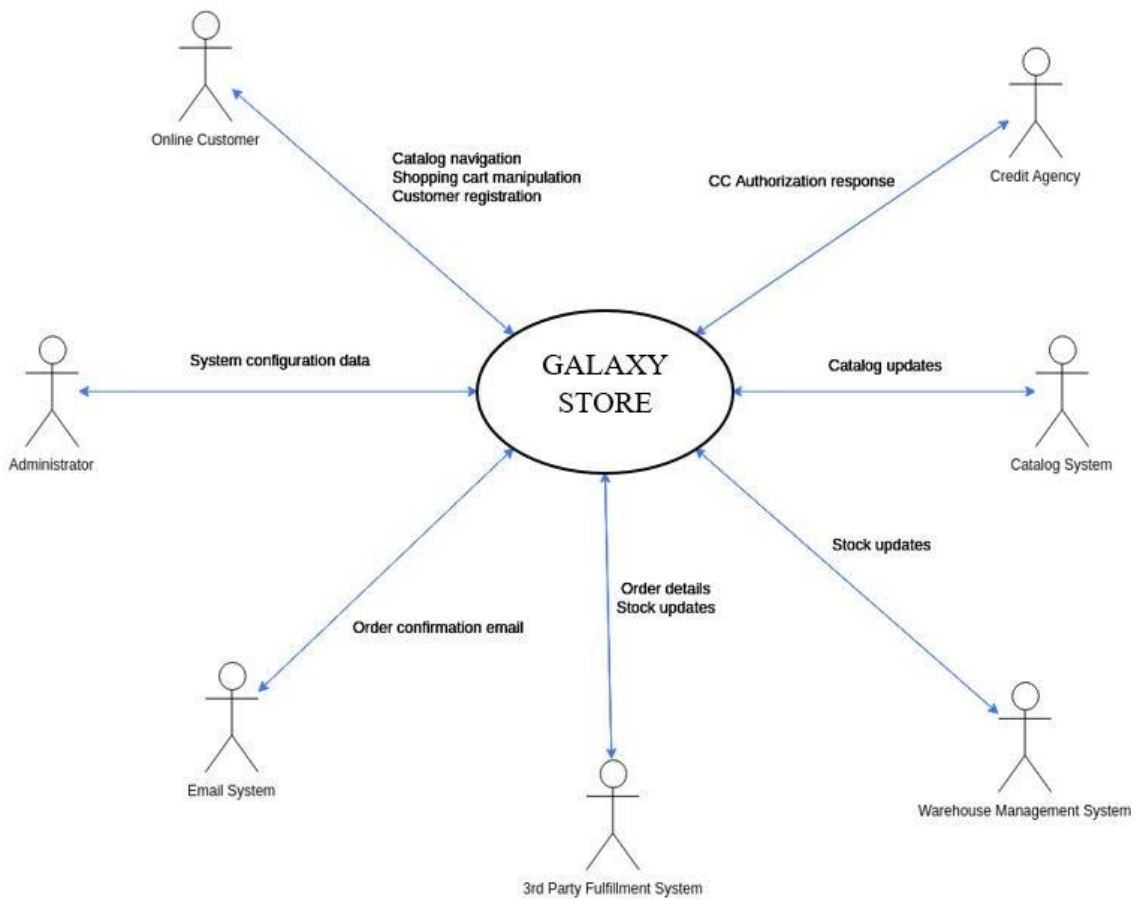 Online Customer
Catalog navigation
Shopping cart manipulation
Customer registration
CC Authorization response
Credit Agency
System configuration data
Administrator
GALAXY
STORE
Catalog updates
Catalog System
Stock updates
Order details
Stock updates
Order confirmation email
Email System
Warehouse Management System
3rd Party Fulfillment System